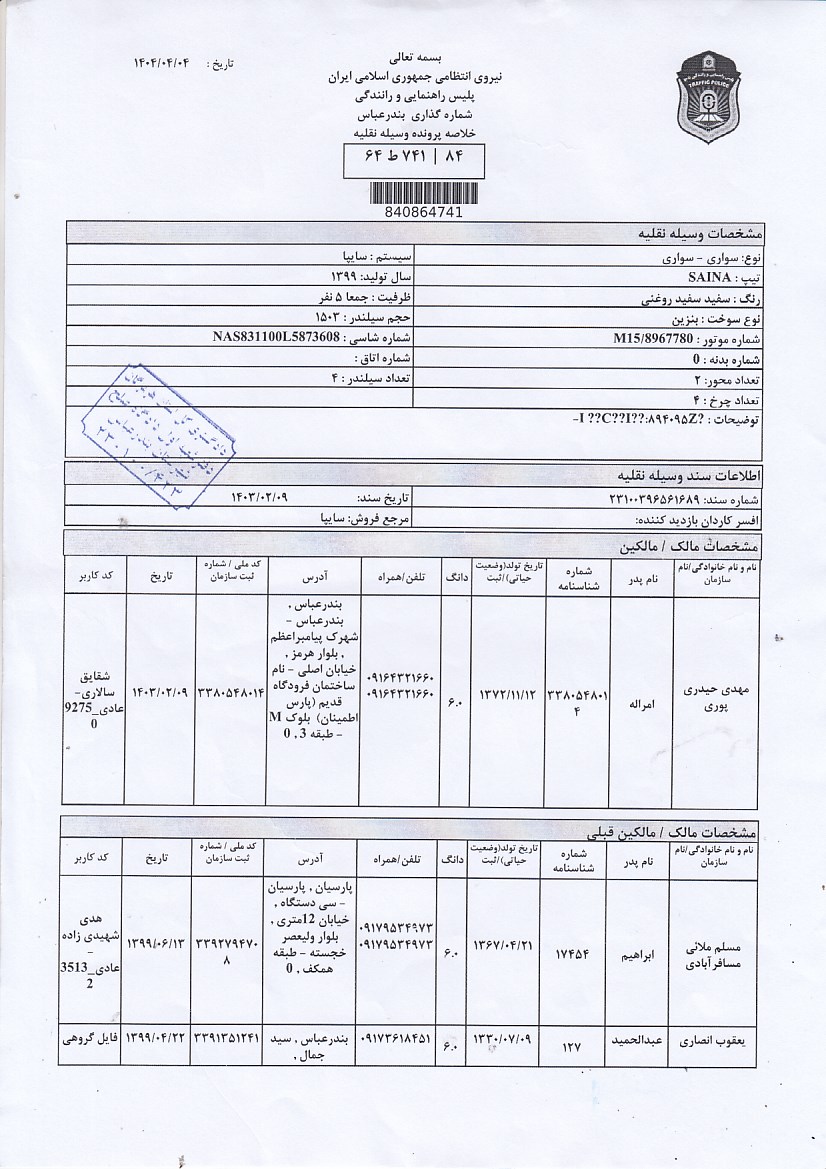 بسمه تعالی
نیروی انتظامی جمهوری اسلامی ایران
پلیس راهنمایی و رانندگی
شماره گذاری بندرعباس
خلاصه پرونده وسیله نقلیه
تاریخ : ۱۴۰۴/۰۴/۰۴
TRAFFIC POLICE
۸۴ | ۷۴۱ ط ۶۴
840864741
مشخصات وسیله نقلیه
نوع: سواری - سواری
سیستم : سایپا
تیپ : SAINA
سال تولید: ۱۳۹۹
رنگ : سفید سفید روغنی
ظرفیت : جمعا ۵ نفر
نوع سوخت : بنزین
حجم سیلندر : ۱۵۰۳
شماره موتور : M15/8967780
شماره شاسی : NAS831100L5873608
شماره بدنه : 0
شماره اتاق :
تعداد محور: ۲
تعداد سیلندر : ۴
تعداد چرخ : ۴
توضیحات : ?I ??C??I??:۸۹۴۰۹۵Z-
اطلاعات سند وسیله نقلیه
شماره سند: ۲۳۱۰۰۳۹۶۵۶۱۶۸۹
تاریخ سند: ۱۴۰۳/۰۲/۰۹
افسر کاردان بازدید کننده:
مرجع فروش: سایپا
مشخصات مالک / مالکین
نام و نام خانوادگی/نام سازمان
نام پدر
شماره شناسنامه
تاریخ تولد(وضعیت حیاتی)/ثبت
دانگ
تلفن/همراه
آدرس
کد ملی / شماره ثبت سازمان
تاریخ
کد کاربر
مهدی حیدری پوری
امراله
۳۳۸۰۵۴۸۰۱۴
۱۳۷۲/۱۱/۱۲
۶.۰
۰۹۱۶۴۳۲۱۶۶۰
۰۹۱۶۴۳۲۱۶۶۰
بندرعباس ,
بندرعباس -
شهرک پیامبراعظم
, بلوار هرمز ,
خیابان اصلی - نام
ساختمان فرودگاه
قدیم (پارس
اطمینان) بلوک M
- طبقه 3 , 0
۳۳۸۰۵۴۸۰۱۴
۱۴۰۳/۰۲/۰۹
شقایق
سالاری-
عادی_9275
0
مشخصات مالک / مالکین قبلی
نام و نام خانوادگی/نام سازمان
نام پدر
شماره شناسنامه
تاریخ تولد(وضعیت حیاتی)/ثبت
دانگ
تلفن/همراه
آدرس
کد ملی / شماره ثبت سازمان
تاریخ
کد کاربر
مسلم ملائی مسافرآبادی
ابراهیم
۱۷۴۵۴
۱۳۶۷/۰۴/۲۱
۶.۰
۰۹۱۷۹۵۳۴۹۷۳
۰۹۱۷۹۵۳۴۹۷۳
پارسیان , پارسیان
- سی دستگاه ,
خیابان 12متری ,
بلوار ولیعصر
خجسته - طبقه
همکف , 0
۳۳۹۲۷۹۴۷۰۸
۱۳۹۹/۰۶/۱۳
هدی
شهیدی زاده
-
عادی_3513
2
یعقوب انصاری
عبدالحمید
۱۲۷
۱۳۳۰/۰۷/۰۹
۶.۰
۰۹۱۷۳۶۱۸۴۵۱
بندرعباس , سید
جمال ,
۳۳۹۱۳۵۱۲۴۱
۱۳۹۹/۰۴/۲۲
فایل گروهی